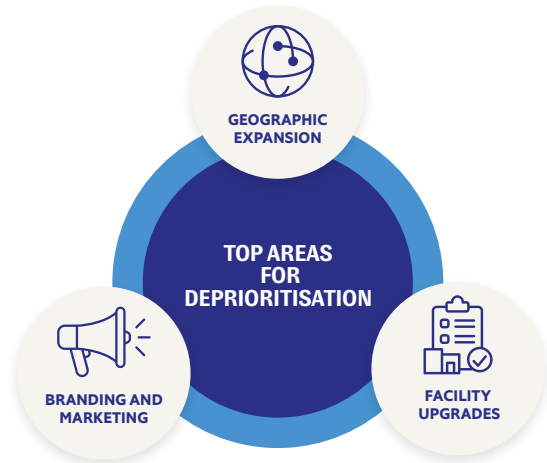 GEOGRAPHIC
EXPANSION
TOP AREAS
FOR
DEPRIORITISATION
BRANDING AND
MARKETING
FACILITY
UPGRADES